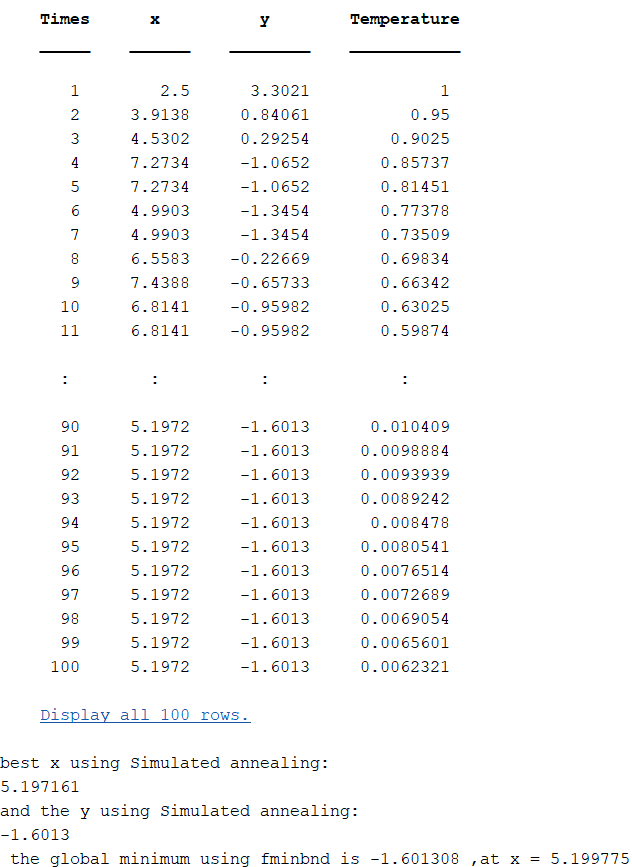 Times x y Temperature
1 2.5 3.3021 1
2 3.9138 0.84061 0.95
3 4.5302 0.29254 0.9025
4 7.2734 -1.0652 0.85737
5 7.2734 -1.0652 0.81451
6 4.9903 -1.3454 0.77378
7 4.9903 -1.3454 0.73509
8 6.5583 -0.22669 0.69834
9 7.4388 -0.65733 0.66342
10 6.8141 -0.95982 0.63025
11 6.8141 -0.95982 0.59874
: : : :
90 5.1972 -1.6013 0.010409
91 5.1972 -1.6013 0.0098884
92 5.1972 -1.6013 0.0093939
93 5.1972 -1.6013 0.0089242
94 5.1972 -1.6013 0.008478
95 5.1972 -1.6013 0.0080541
96 5.1972 -1.6013 0.0076514
97 5.1972 -1.6013 0.0072689
98 5.1972 -1.6013 0.0069054
99 5.1972 -1.6013 0.0065601
100 5.1972 -1.6013 0.0062321
Display all 100 rows.
best x using Simulated annealing:
5.197161
and the y using Simulated annealing:
-1.6013
the global minimum using fminbnd is -1.601308 ,at x = 5.199775